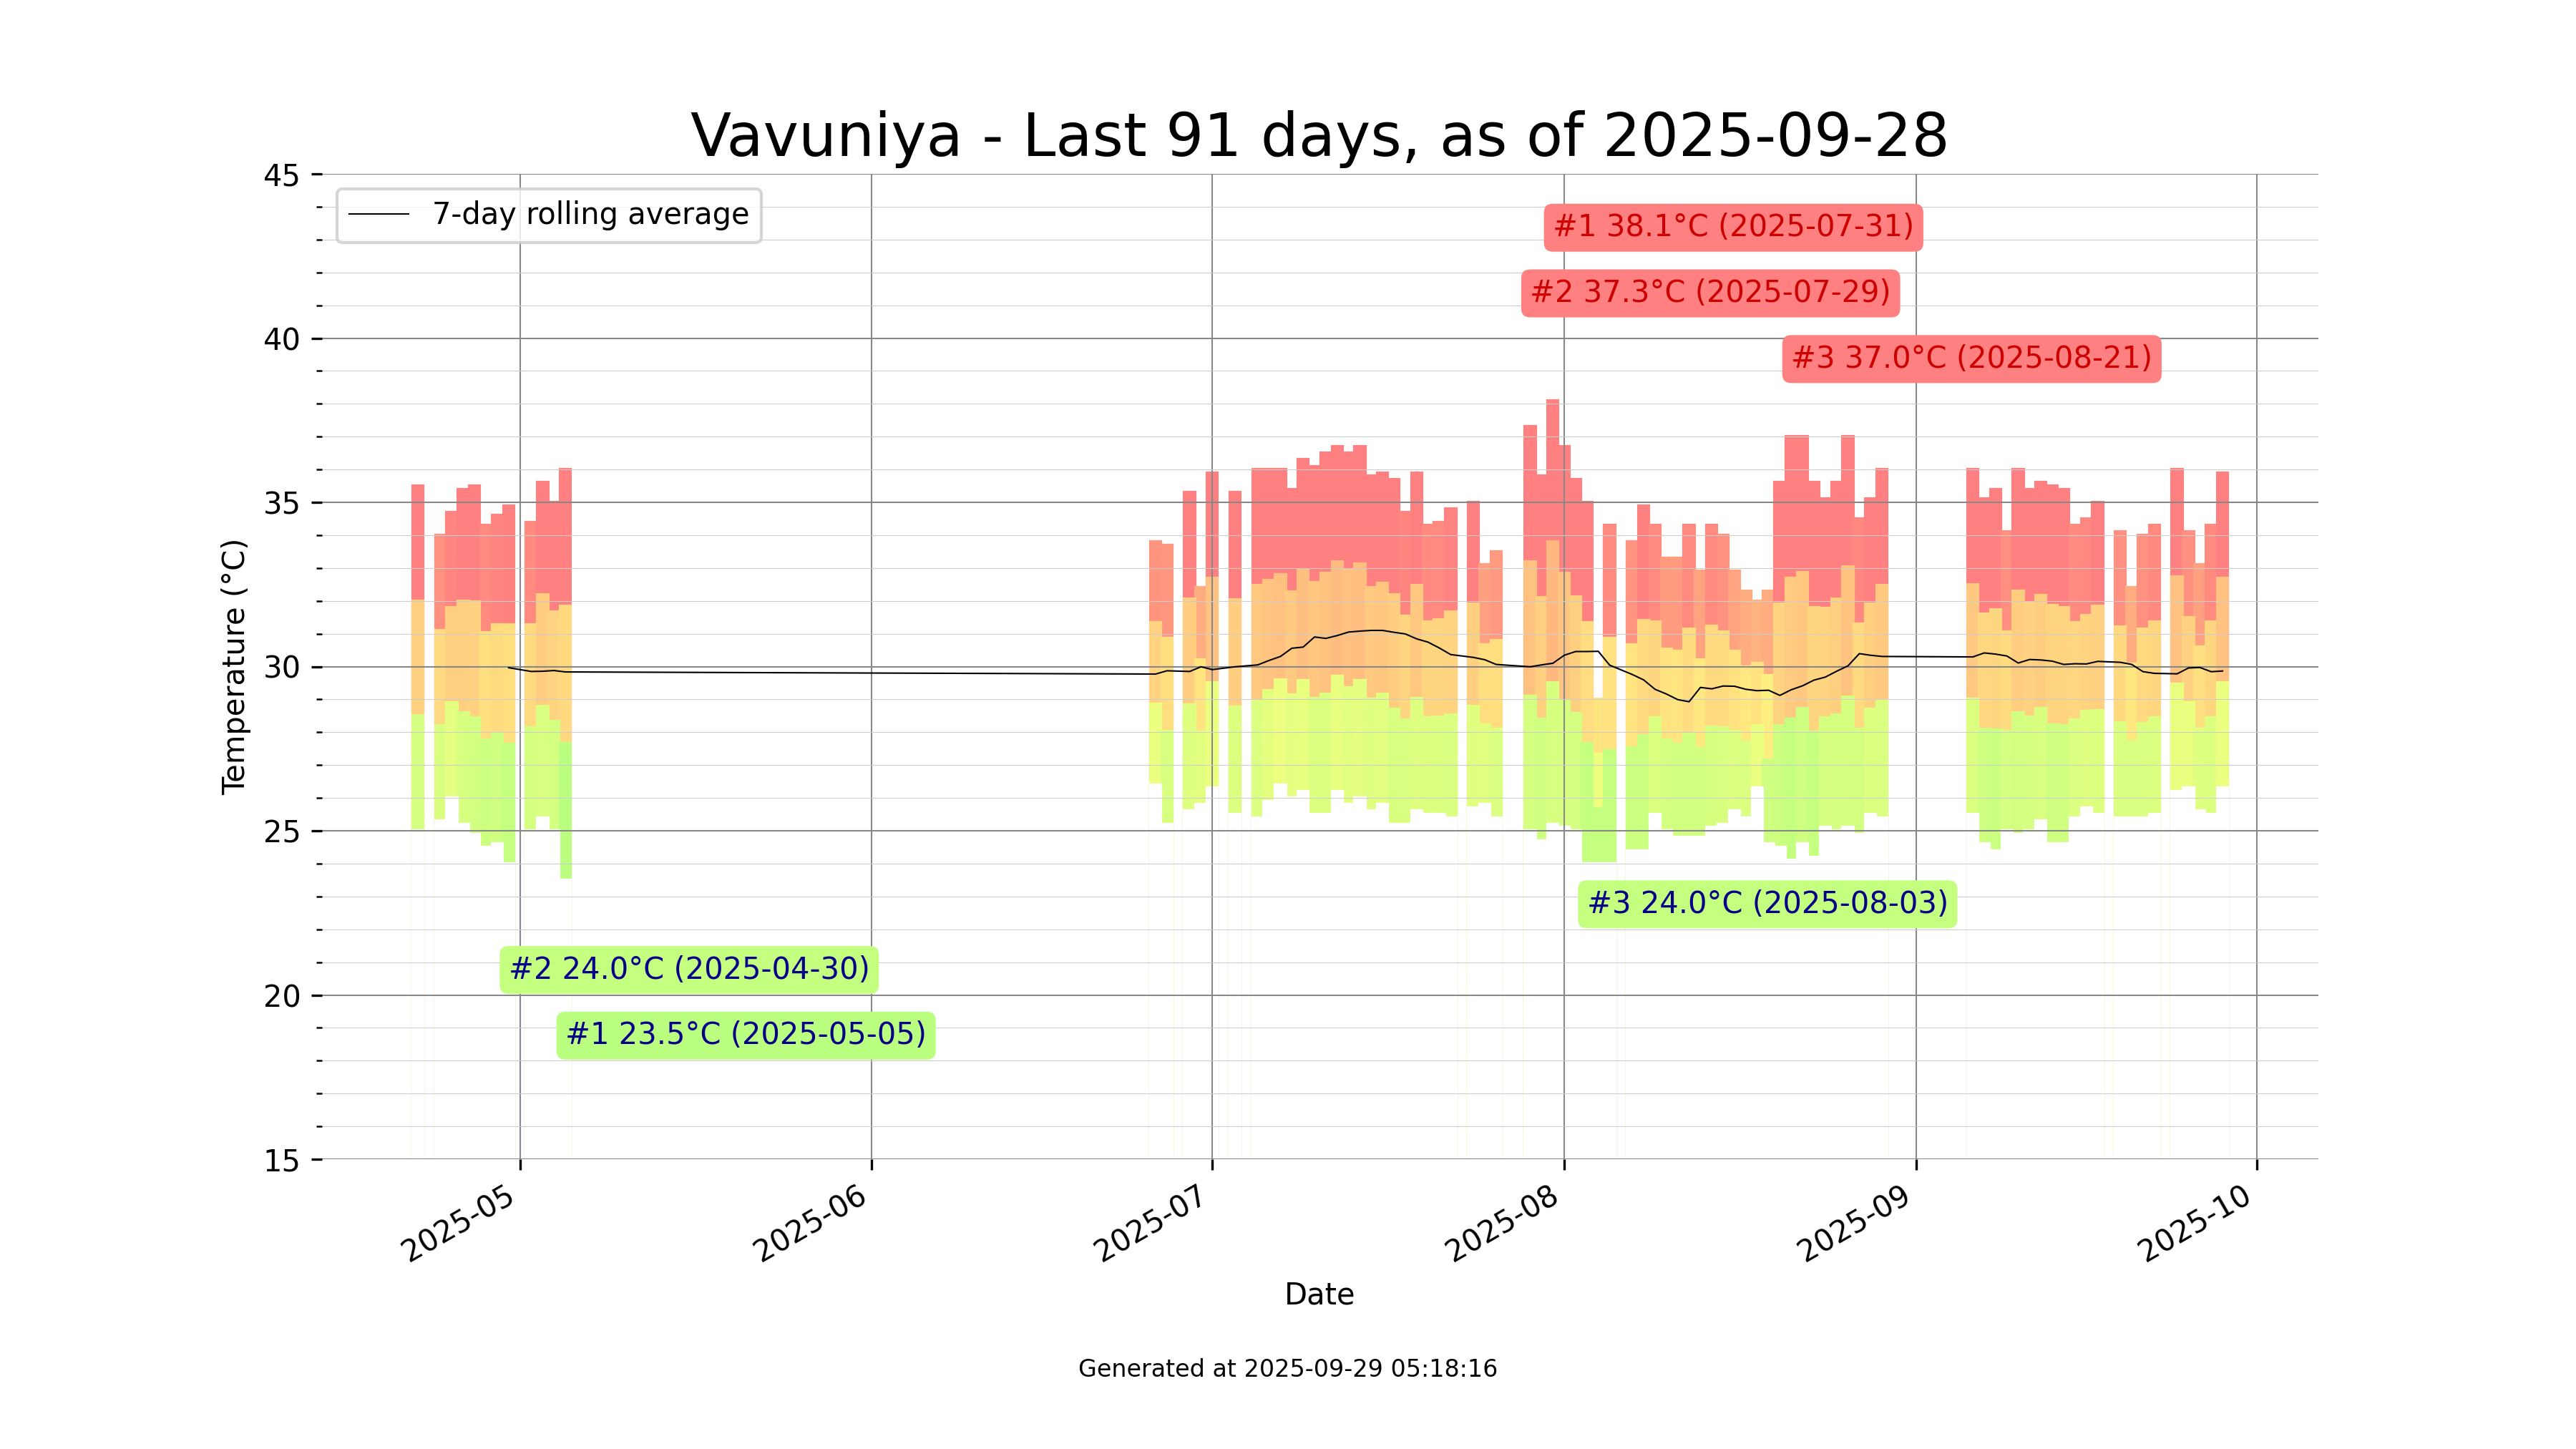 Vavuniya - Last 91 days, as of 2025-09-28
45
7-day rolling average
#1 38.1°C (2025-07-31)
#2 37.3°C (2025-07-29)
40
#3 37.0°C (2025-08-21)
35
30
Temperature (°C)
25
#3 24.0°C (2025-08-03)
#2 24.0°C (2025-04-30)
20
#1 23.5°C (2025-05-05)
15
2025-05
2025-06
2025-07
2025-08
2025-09
2025-10
Date
Generated at 2025-09-29 05:18:16